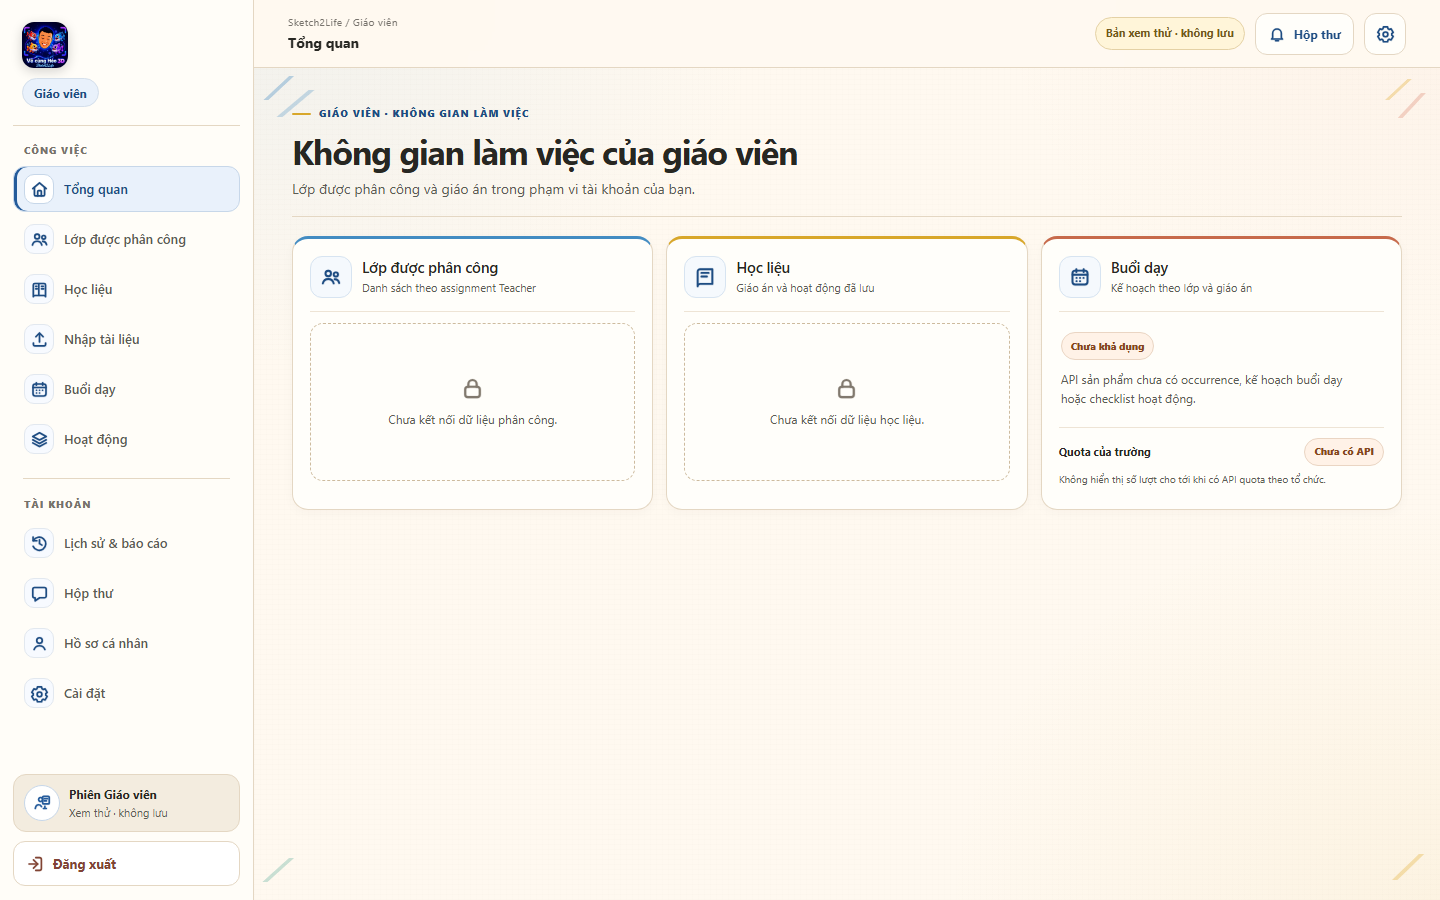 Vô cùng Héo 3D
Giáo viên
CÔNG VIỆC
Tổng quan
Lớp được phân công
Học liệu
Nhập tài liệu
Buổi dạy
Hoạt động
TÀI KHOẢN
Lịch sử & báo cáo
Hộp thư
Hồ sơ cá nhân
Cài đặt
Phiên Giáo viên
Xem thử · không lưu
Đăng xuất
Sketch2Life / Giáo viên
Tổng quan
Bản xem thử · không lưu
Hộp thư
GIÁO VIÊN · KHÔNG GIAN LÀM VIỆC
Không gian làm việc của giáo viên
Lớp được phân công và giáo án trong phạm vi tài khoản của bạn.
Lớp được phân công
Danh sách theo assignment Teacher
Chưa kết nối dữ liệu phân công.
Học liệu
Giáo án và hoạt động đã lưu
Chưa kết nối dữ liệu học liệu.
Buổi dạy
Kế hoạch theo lớp và giáo án
Chưa khả dụng
API sản phẩm chưa có occurrence, kế hoạch buổi dạy
hoặc checklist hoạt động.
Quota của trường
Chưa có API
Không hiển thị số lượt cho tới khi có API quota theo tổ chức.